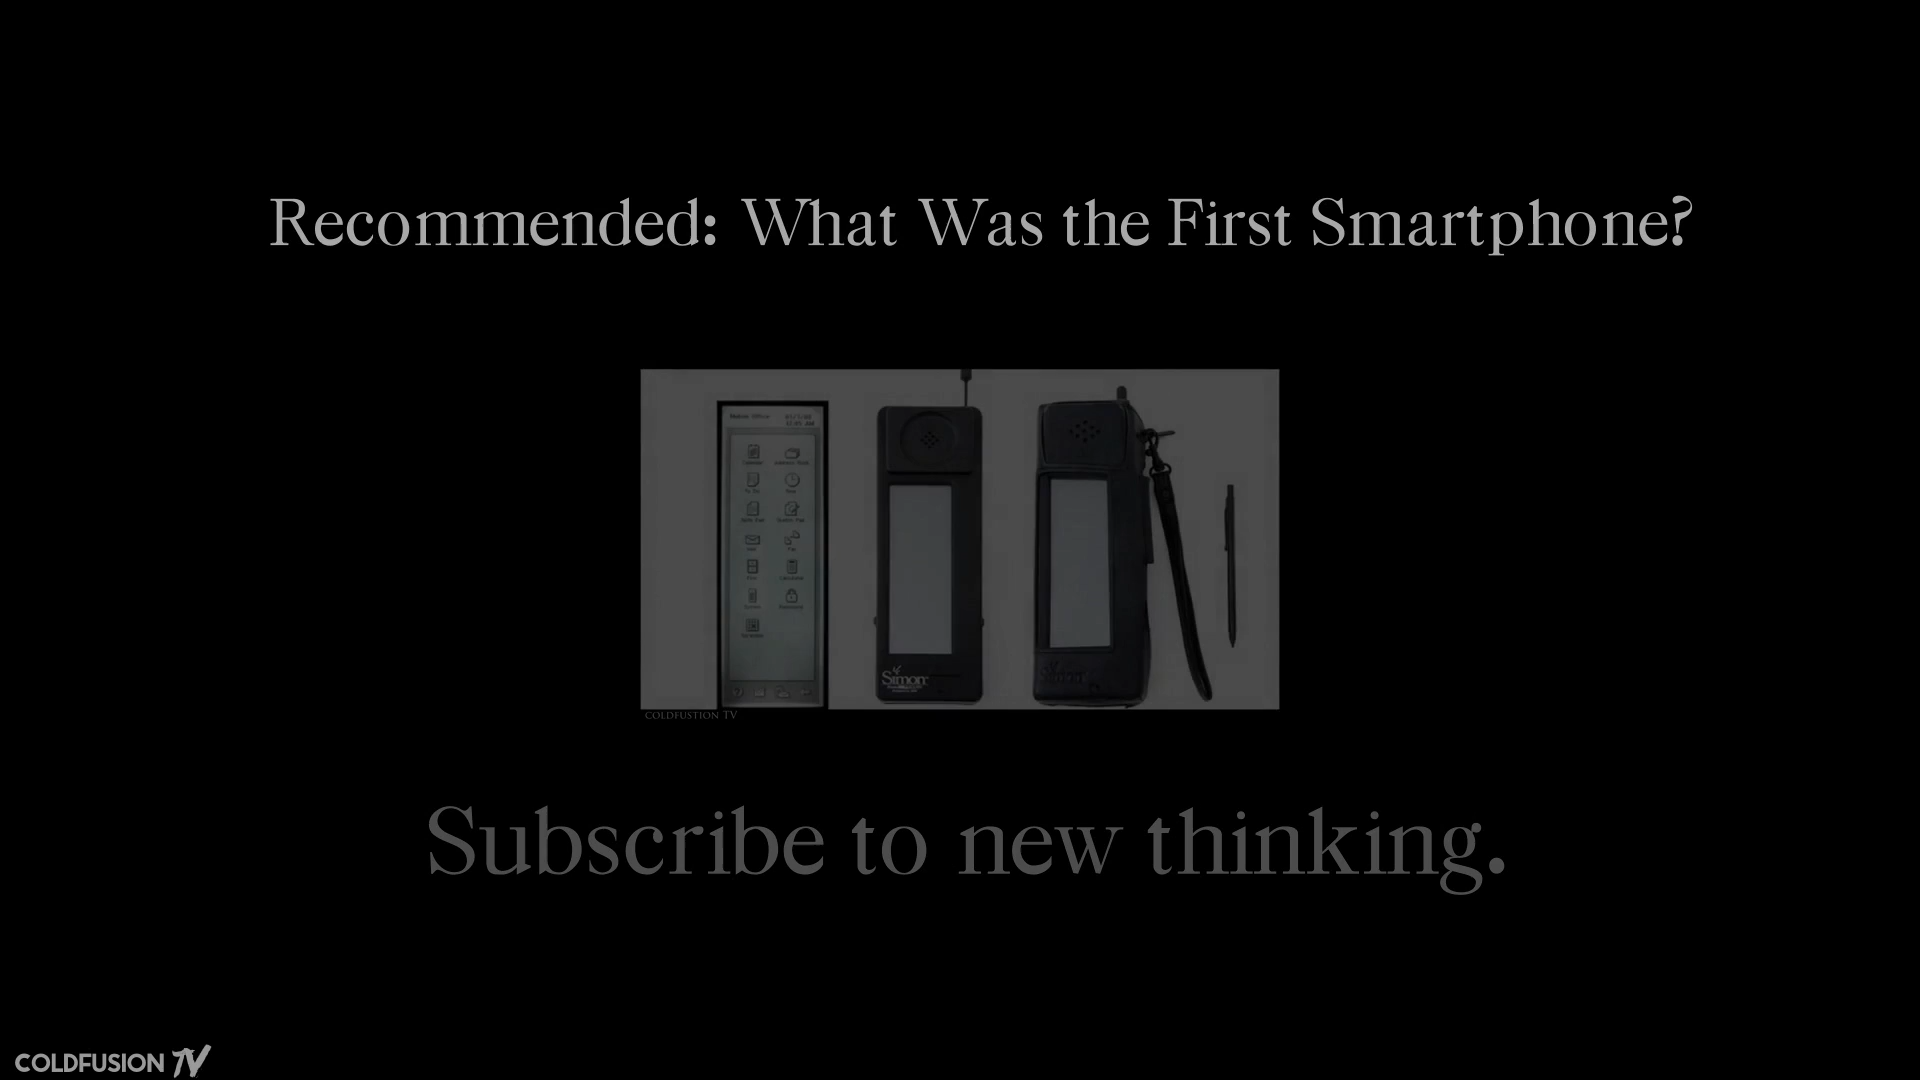 Recommended: What Was the First Smartphone?
Simon
COLDFUSTION TV
Subscribe to new thinking.
COLDFUSION TV